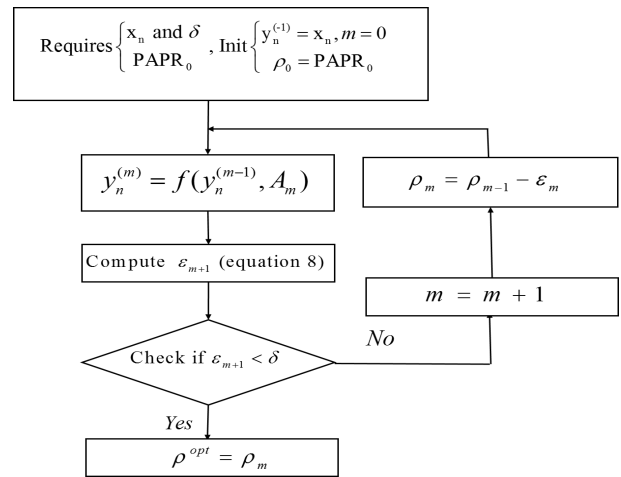 Requires { x_n and δ , Init { y_n^{(-1)} = x_n, m = 0
PAPR_0 ρ_0 = PAPR_0
y_n^{(m)} = f(y_n^{(m-1)}, A_m)
ρ_m = ρ_{m-1} − ε_m
Compute ε_{m+1} (equation 8)
m = m + 1
No
Check if ε_{m+1} < δ
Yes
ρ^{opt} = ρ_m